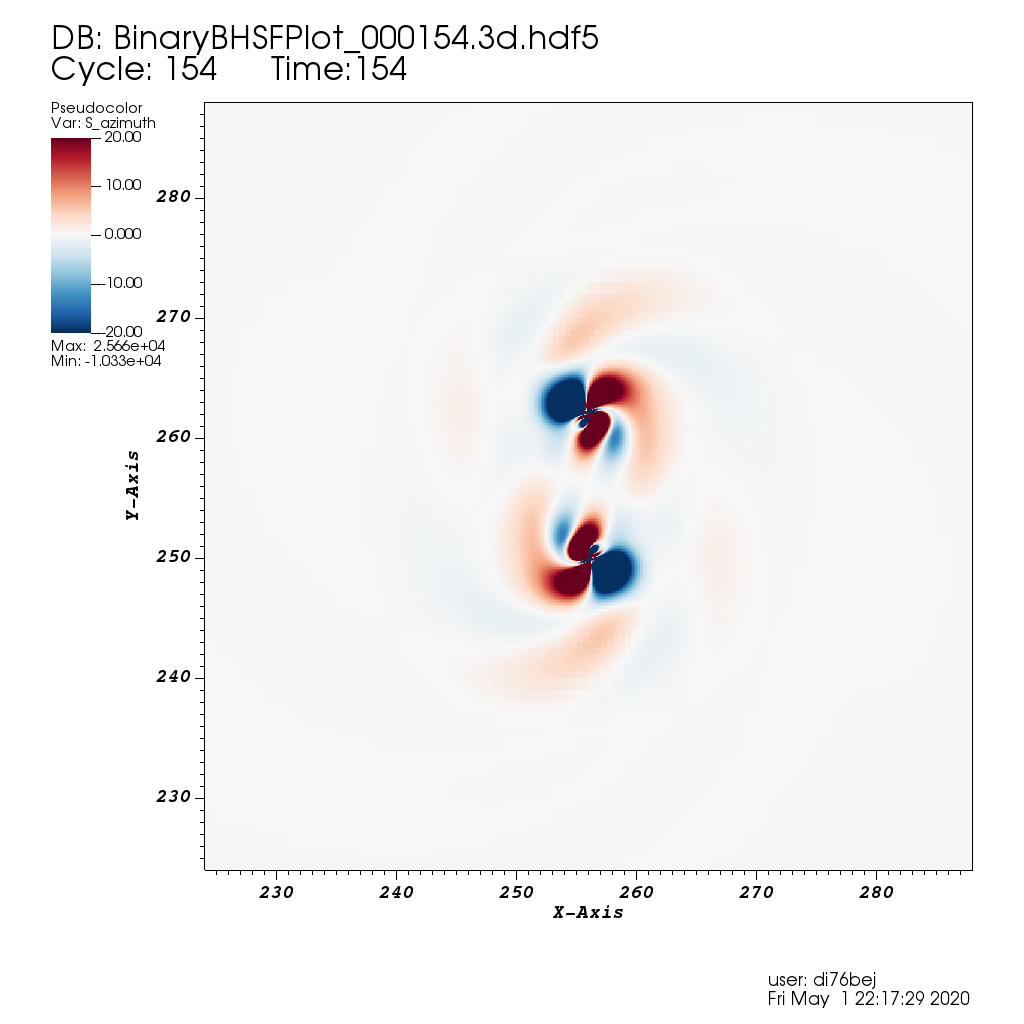 DB: BinaryBHSFPlot_000154.3d.hdf5
Cycle: 154 Time:154
Pseudocolor
Var: S_azimuth
20.00
10.00
0.000
-10.00
-20.00
Max: 2.566e+04
Min: -1.033e+04
280
270
260
250
240
230
Y-Axis
230 240 250 260 270 280
X-Axis
user: di76bej
Fri May 1 22:17:29 2020